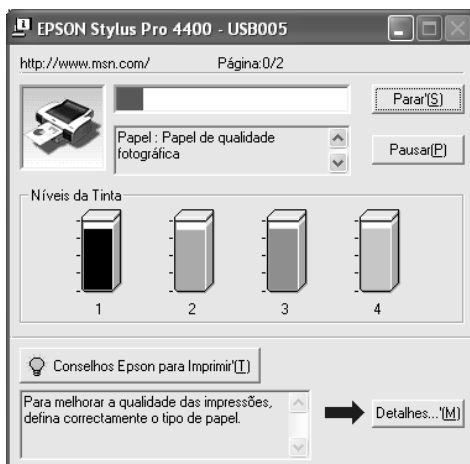 EPSON Stylus Pro 4400 - USB005
http://www.msn.com/ Página:0/2
Parar'(S)
Papel : Papel de qualidade
fotográfica
Pausar(P)
Níveis da Tinta
1 2 3 4
Conselhos Epson para Imprimir'(T)
Para melhorar a qualidade das impressões,
defina correctamente o tipo de papel.
Detalhes...'(M)